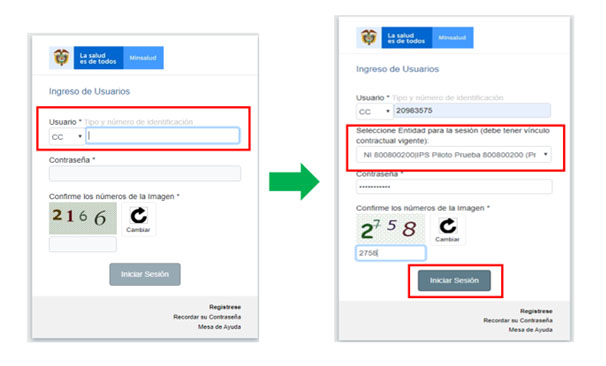 La salud
es de todos
Minsalud
Ingreso de Usuarios
Usuario * Tipo y número de identificación
CC
Contraseña *
Confirme los números de la Imagen *
2166
Cambiar
Iniciar Sesión
Registrese
Recordar su Contraseña
Mesa de Ayuda
La salud
es de todos
Minsalud
Ingreso de Usuarios
Usuario * Tipo y número de identificación
CC 20963575
Seleccione Entidad para la sesión (debe tener vínculo
contractual vigente):
NI 800800200|IPS Piloto Prueba 800800200 (Pr
Contraseña *
•••••••••••
Confirme los números de la Imagen *
2758
Cambiar
2758
Iniciar Sesión
Registrese
Recordar su Contraseña
Mesa de Ayuda